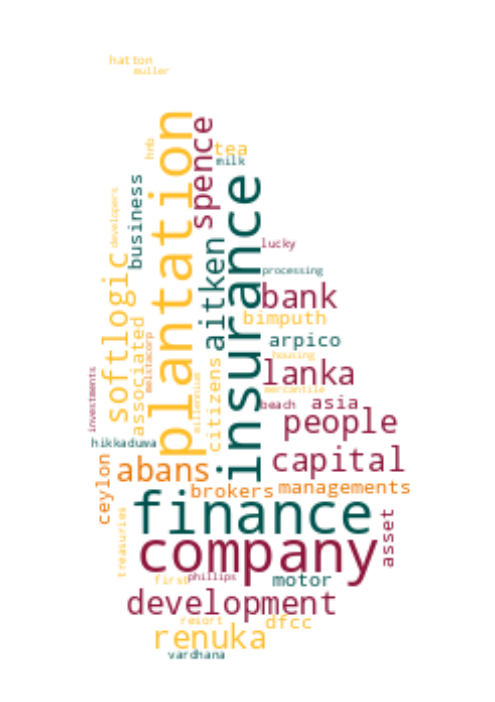 hatton
muller
plantation
spence
hnb
tea
milk
business
insurance
developers
aitken
lucky
softlogic
processing
bank
bimputh
associated
meistacorp
arpico
housing
citizens
lanka
investments
millennium
mercantile
beach
asia
people
hikkaduwa
capital
abans
ceylon
brokers
managements
finance
treasuries
asset
company
first
phillips
motor
development
resort
dfcc
renuka
vardhana